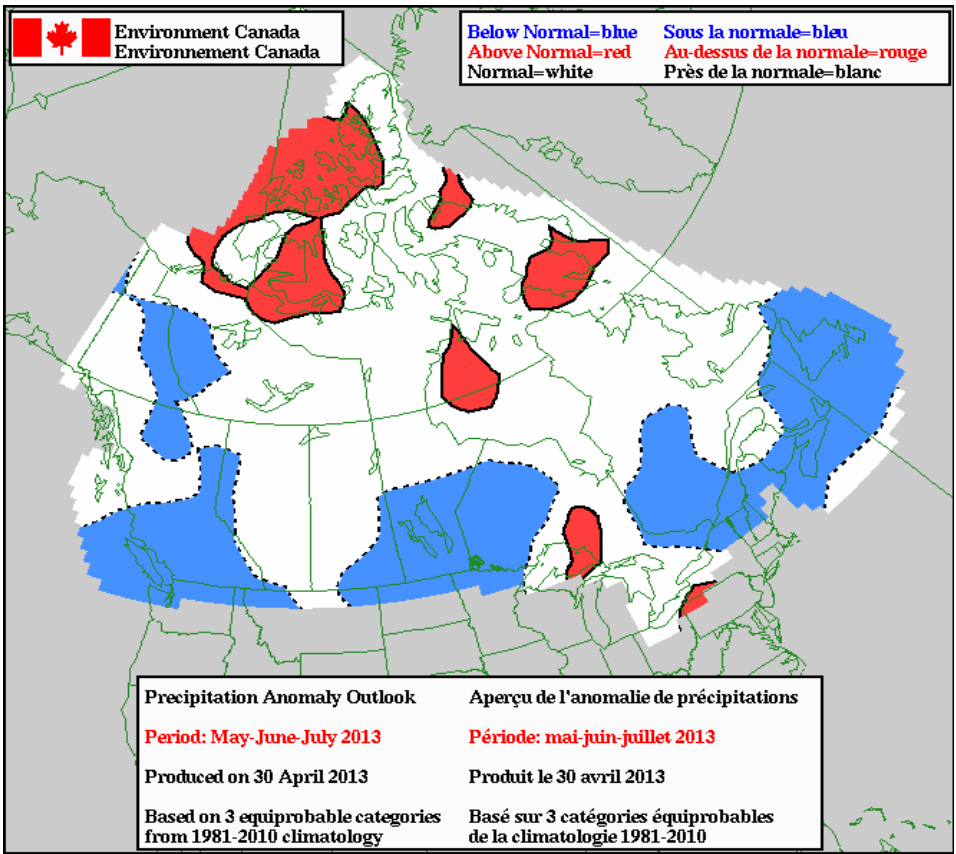 Environment Canada
Environnement Canada
Below Normal=blue Sous la normale=bleu
Above Normal=red Au-dessus de la normale=rouge
Normal=white Près de la normale=blanc
Precipitation Anomaly Outlook Aperçu de l'anomalie de précipitations
Period: May-June-July 2013 Période: mai-juin-juillet 2013
Produced on 30 April 2013 Produit le 30 avril 2013
Based on 3 equiprobable categories Basé sur 3 catégories équiprobables
from 1981-2010 climatology de la climatologie 1981-2010